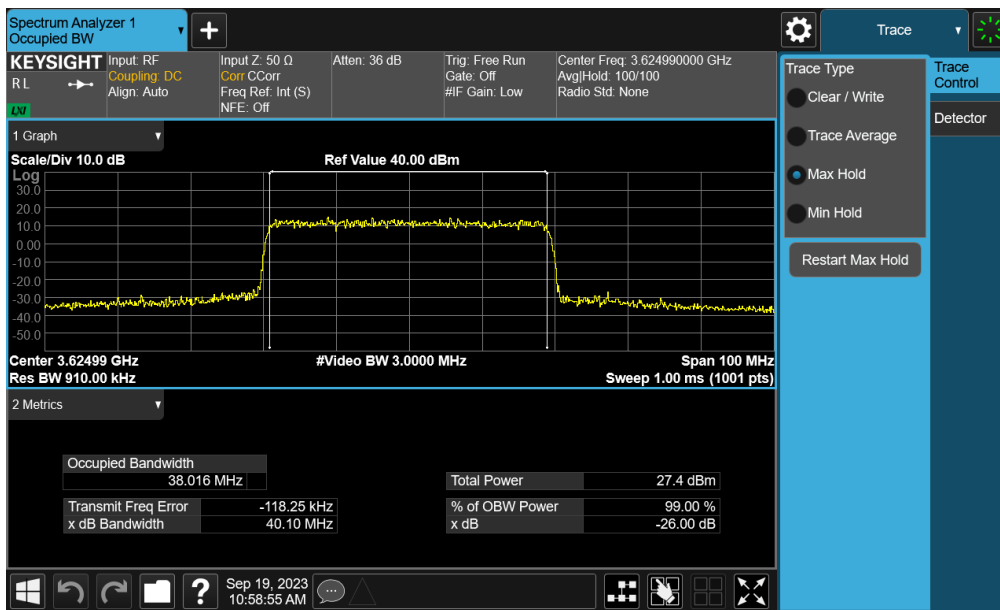 Spectrum Analyzer 1
Occupied BW
+
Trace
KEYSIGHT
RL
LXI
Input: RF
Coupling: DC
Align: Auto
Input Z: 50 Ω
Corr CCorr
Freq Ref: Int (S)
NFE: Off
Atten: 36 dB
Trig: Free Run
Gate: Off
#IF Gain: Low
Center Freq: 3.624990000 GHz
Avg|Hold: 100/100
Radio Std: None
Trace Type
Clear / Write
Trace Average
Max Hold
Min Hold
Restart Max Hold
Trace
Control
Detector
1 Graph
Scale/Div 10.0 dB
Ref Value 40.00 dBm
Log
30.0
20.0
10.0
0.00
-10.0
-20.0
-30.0
-40.0
-50.0
Center 3.62499 GHz
#Video BW 3.0000 MHz
Span 100 MHz
Res BW 910.00 kHz
Sweep 1.00 ms (1001 pts)
2 Metrics
Occupied Bandwidth
38.016 MHz
Total Power 27.4 dBm
Transmit Freq Error -118.25 kHz
% of OBW Power 99.00 %
x dB Bandwidth 40.10 MHz
x dB -26.00 dB
?
Sep 19, 2023
10:58:55 AM